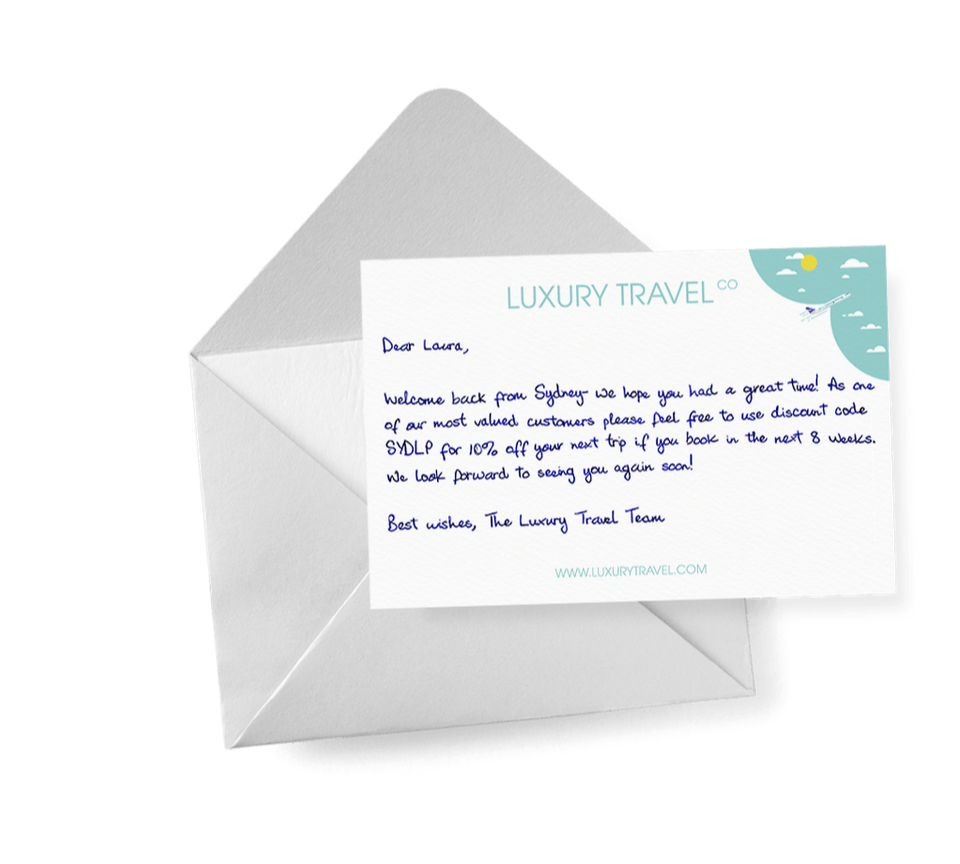 LUXURY TRAVEL CO
Dear Laura,
Welcome back from Sydney- we hope you had a great time! As one
of our most valued customers please feel free to use discount code
SYDLP for 10% off your next trip if you book in the next 8 weeks.
We look forward to seeing you again soon!
Best wishes, The Luxury Travel Team
WWW.LUXURYTRAVEL.COM